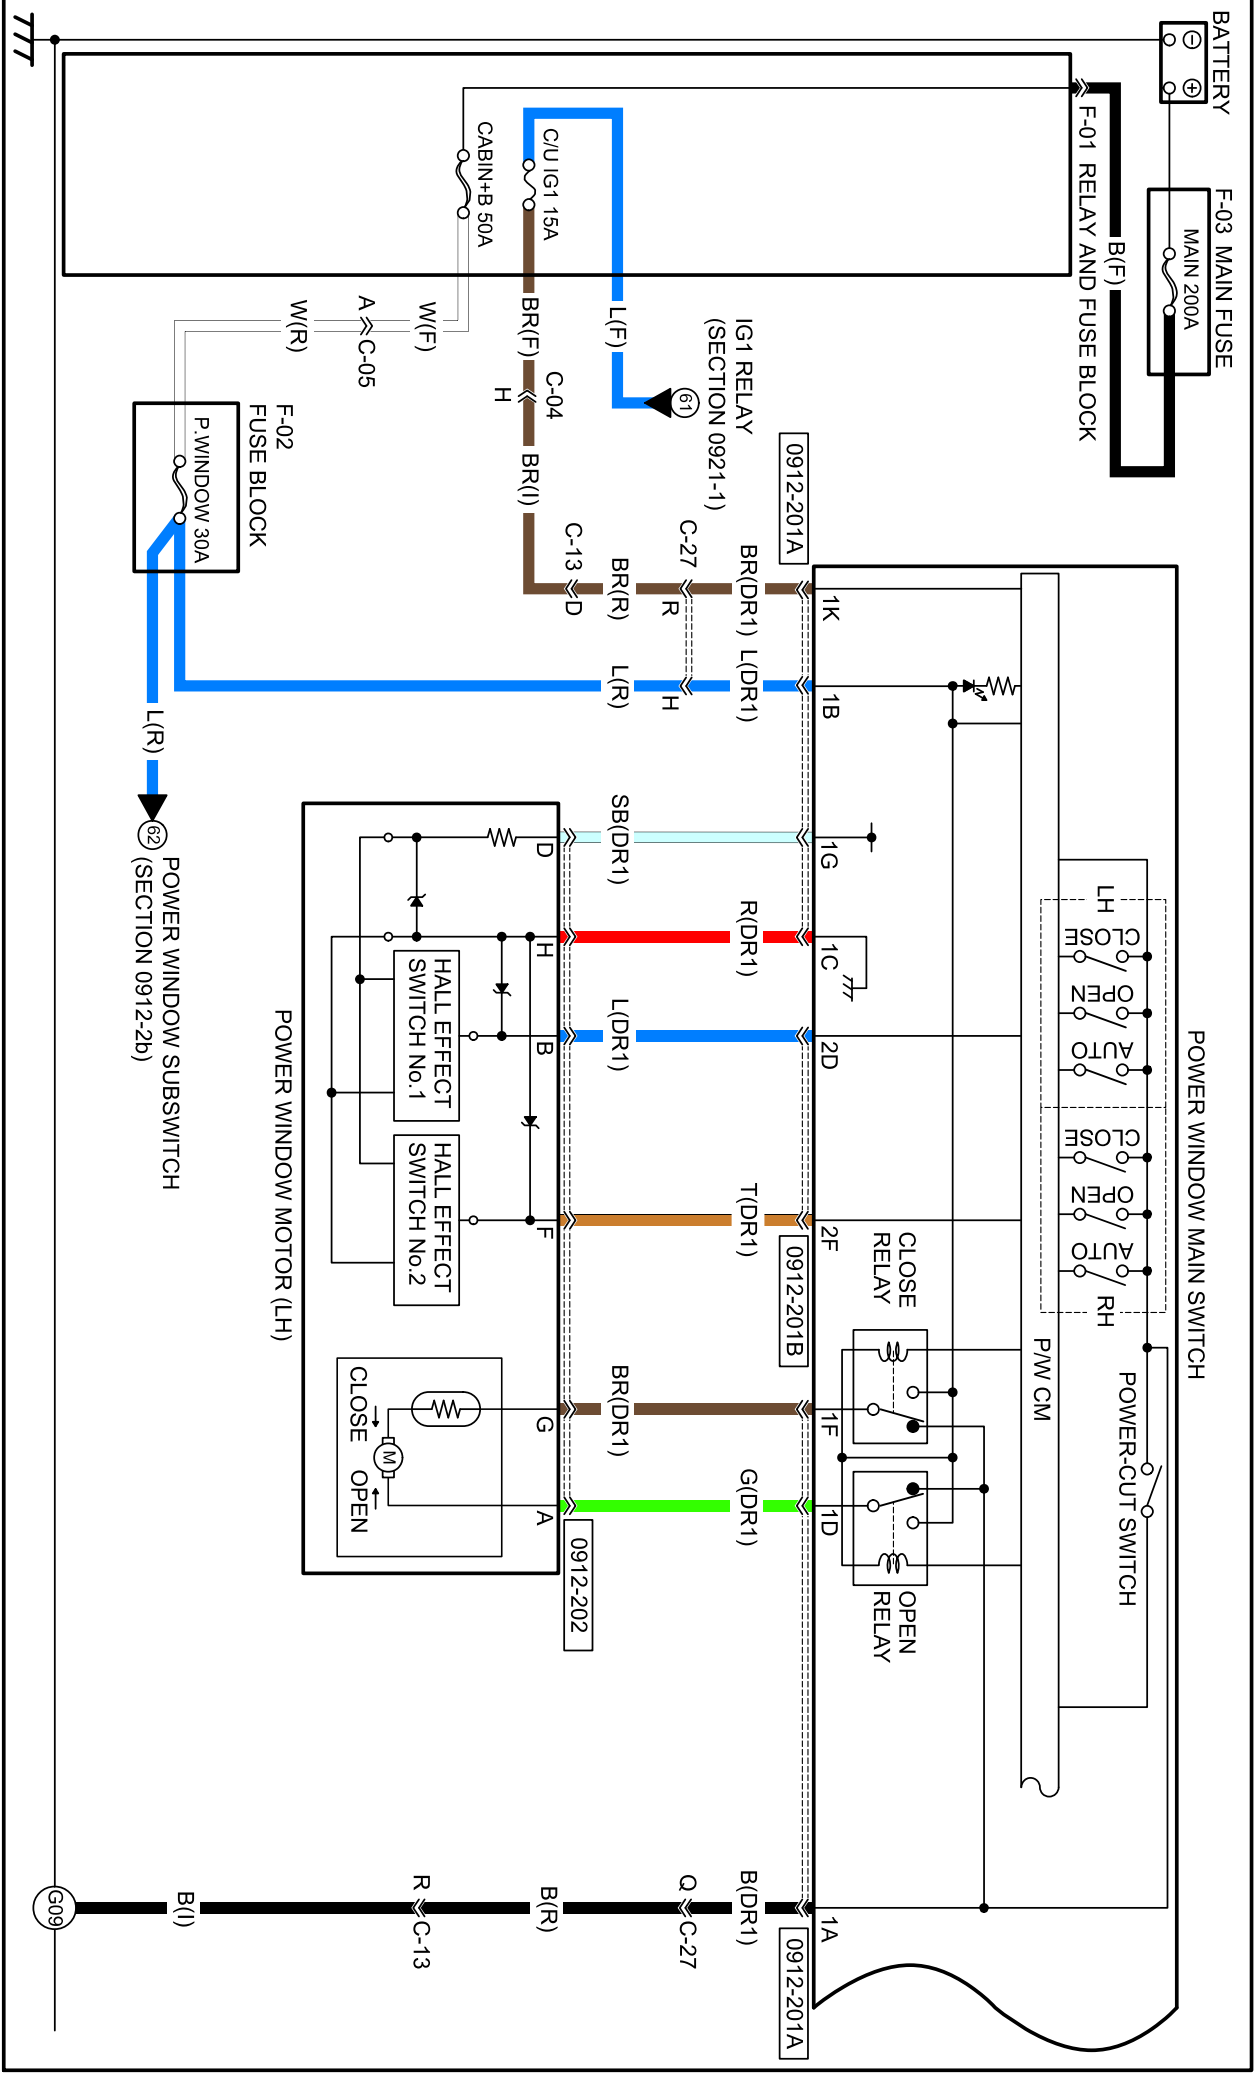 BATTERY
F-03 MAIN FUSE
MAIN 200A
B(F)
F-01 RELAY AND FUSE BLOCK
C/U IG1 15A
CABIN+B 50A
L(F)
61
IG1 RELAY
(SECTION 0921-1)
BR(F)
C-04
H
BR(I)
W(F)
A
C-05
W(R)
F-02
FUSE BLOCK
P.WINDOW 30A
C-13
D
BR(R)
C-27
R
BR(DR1)
0912-201A
1K
L(R)
H
L(DR1)
1B
L(R)
62
POWER WINDOW SUBSWITCH
(SECTION 0912-2b)
POWER WINDOW MAIN SWITCH
LH
CLOSE
OPEN
AUTO
CLOSE
OPEN
AUTO
RH
P/W CM
POWER-CUT SWITCH
CLOSE
RELAY
OPEN
RELAY
1G
1C
2D
2F
0912-201B
1F
1D
1A
0912-201A
SB(DR1)
R(DR1)
L(DR1)
T(DR1)
BR(DR1)
G(DR1)
D
H
B
F
G
A
0912-202
HALL EFFECT
SWITCH No.1
HALL EFFECT
SWITCH No.2
CLOSE
M
OPEN
POWER WINDOW MOTOR (LH)
B(DR1)
Q
C-27
B(R)
R
C-13
B(I)
G09